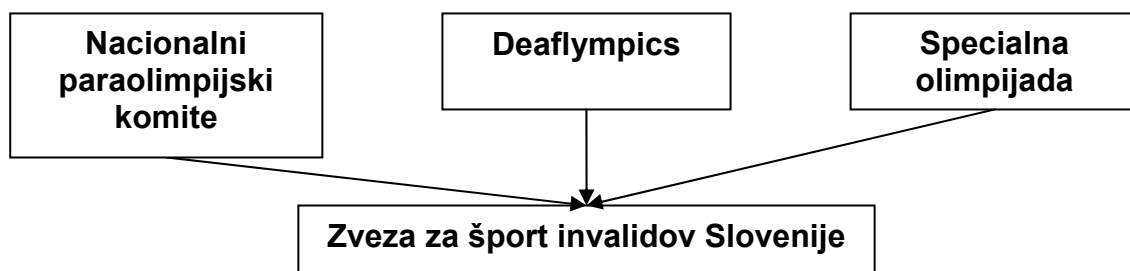 Nacionalni
paraolimpijski
komite
Deaflympics
Specialna
olimpijada
Zveza za šport invalidov Slovenije